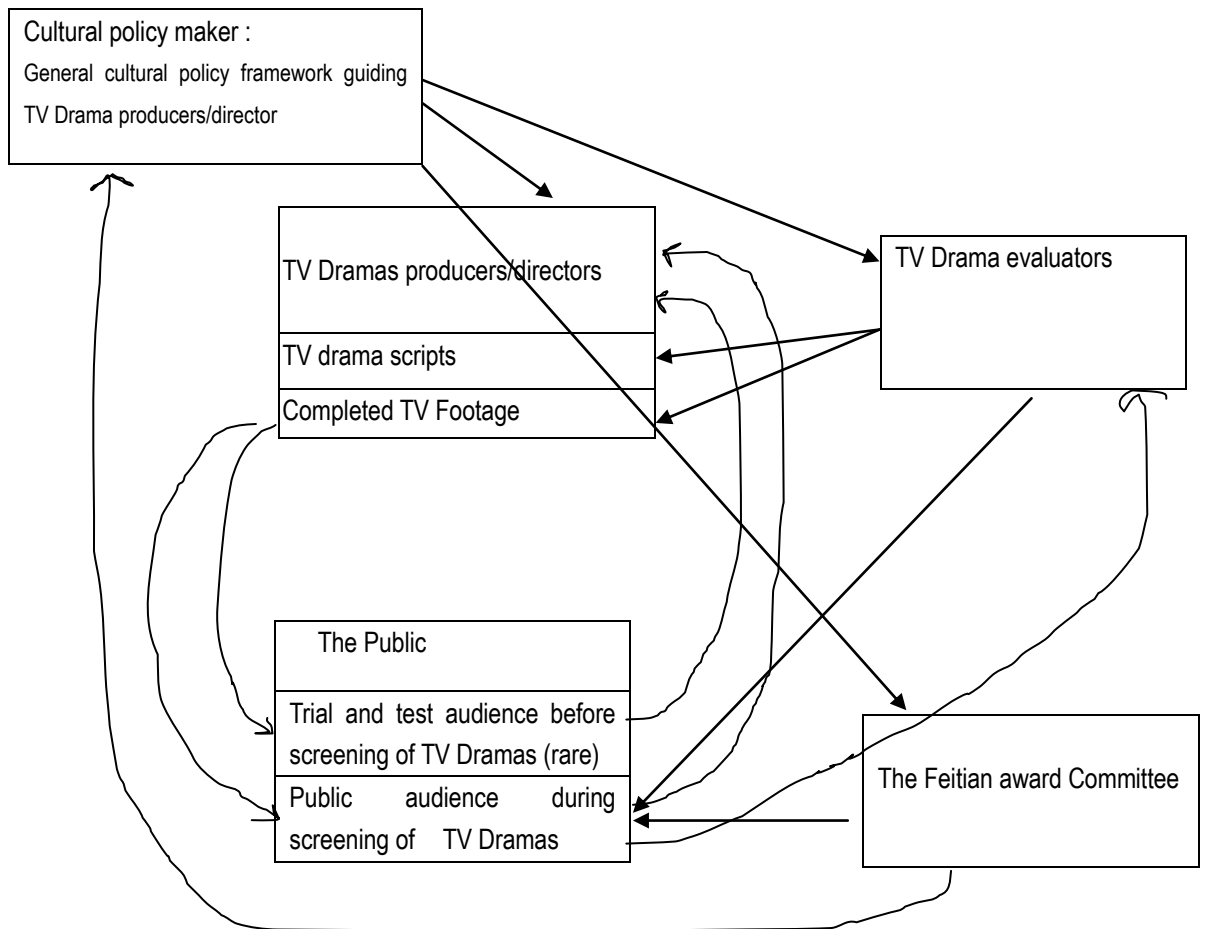 Cultural policy maker :
General cultural policy framework guiding
TV Drama producers/director
TV Dramas producers/directors
TV drama scripts
Completed TV Footage
TV Drama evaluators
The Public
Trial and test audience before
screening of TV Dramas (rare)
Public audience during
screening of TV Dramas
The Feitian award Committee